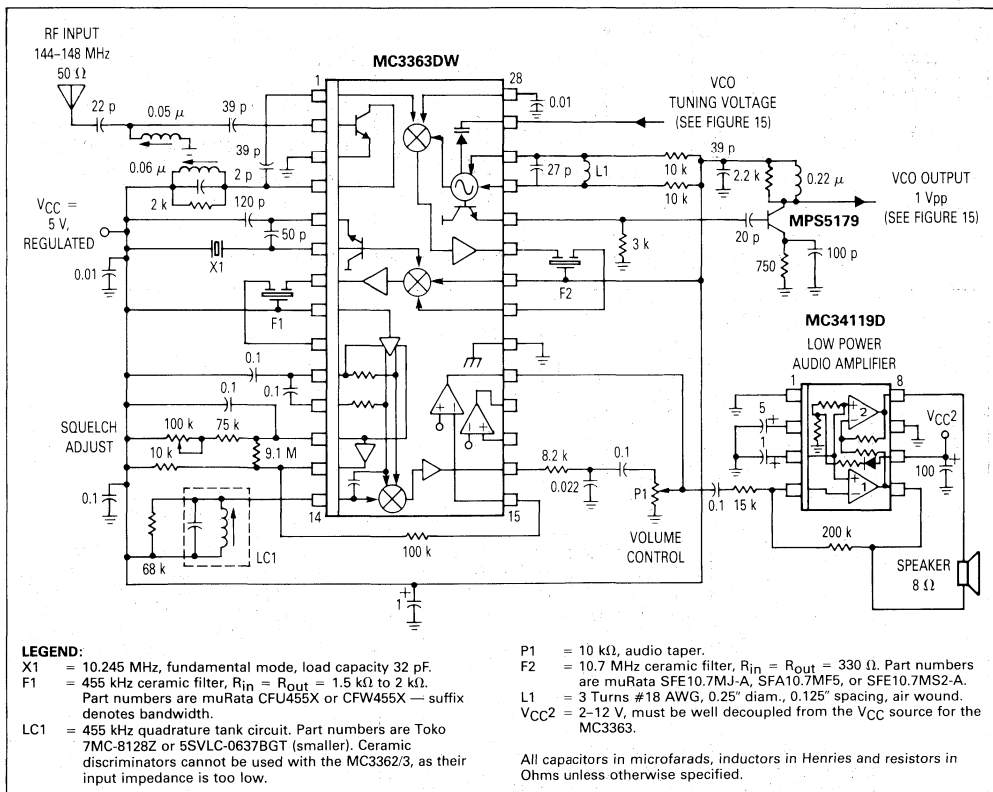 RF INPUT
144–148 MHz
50 Ω
22 p
0.05 μ
39 p
39 p
0.06 μ
2 p
2 k
120 p
50 p
VCC =
5 V,
REGULATED
0.01
X1
F1
0.1
0.1
0.1
SQUELCH
ADJUST
100 k
75 k
10 k
9.1 M
0.1
68 k
LC1
MC3363DW
1
28
14
15
100 k
1
+
0.01
VCO
TUNING VOLTAGE
(SEE FIGURE 15)
27 p
L1
10 k
10 k
39 p
2.2 k
0.22 μ
VCO OUTPUT
1 Vpp
(SEE FIGURE 15)
MPS5179
20 p
3 k
750
100 p
F2
8.2 k
0.022
0.1
P1
VOLUME
CONTROL
0.1
15 k
MC34119D
LOW POWER
AUDIO AMPLIFIER
1
8
5
1
2
1
VCC2
100
200 k
SPEAKER
8 Ω
LEGEND:
X1 = 10.245 MHz, fundamental mode, load capacity 32 pF.
F1 = 455 kHz ceramic filter, Rin = Rout = 1.5 kΩ to 2 kΩ.
Part numbers are muRata CFU455X or CFW455X — suffix
denotes bandwidth.
LC1 = 455 kHz quadrature tank circuit. Part numbers are Toko
7MC-8128Z or 5SVLC-0637BGT (smaller). Ceramic
discriminators cannot be used with the MC3362/3, as their
input impedance is too low.
P1 = 10 kΩ, audio taper.
F2 = 10.7 MHz ceramic filter, Rin = Rout = 330 Ω. Part numbers
are muRata SFE10.7MJ-A, SFA10.7MF5, or SFE10.7MS2-A.
L1 = 3 Turns #18 AWG, 0.25″ diam., 0.125″ spacing, air wound.
VCC2 = 2–12 V, must be well decoupled from the VCC source for the
MC3363.
All capacitors in microfarads, inductors in Henries and resistors in
Ohms unless otherwise specified.